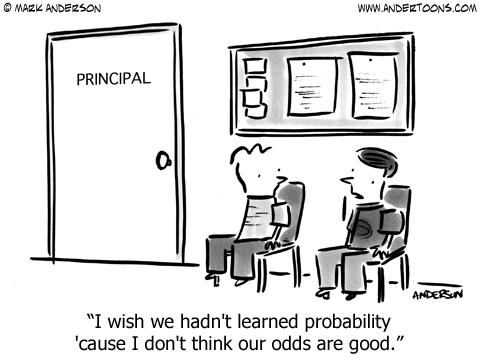 © MARK ANDERSON
WWW.ANDERTOONS.COM
PRINCIPAL
ANDERSON
"I wish we hadn't learned probability
'cause I don't think our odds are good."